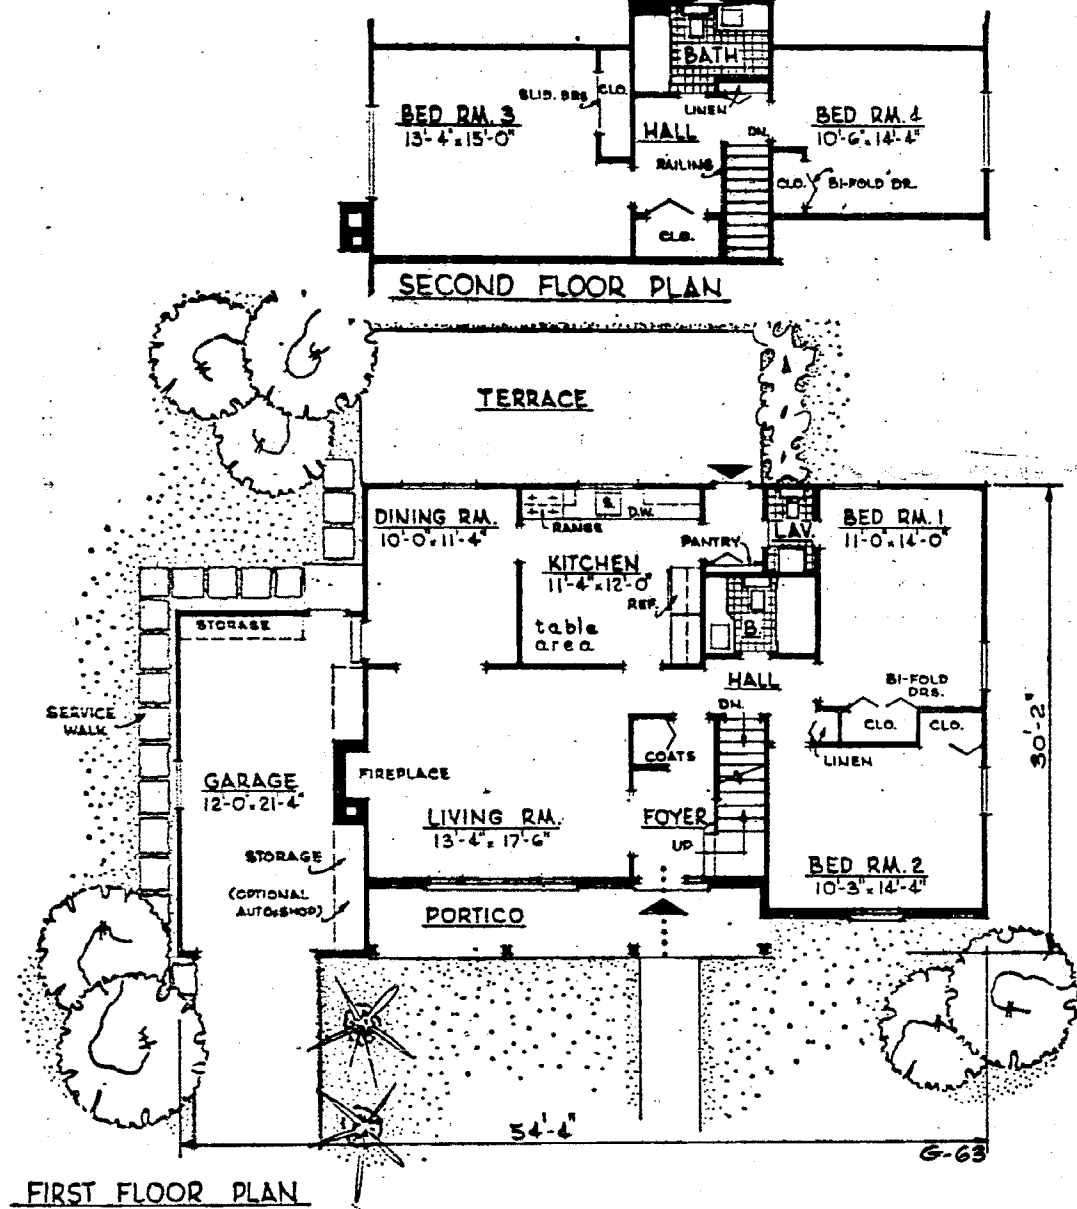 BATH
SLID. DRS.
CLO.
BED RM. 3
13'-4"x15'-0"
LINEN
HALL
DN.
BED RM. 4
10'-6"x14'-4"
RAILING
CLO.
BI-FOLD DR.
CLO.
SECOND FLOOR PLAN
TERRACE
DINING RM.
10'-0"x11'-4"
RANGE
S.
D.W.
KITCHEN
11'-4"x12'-0"
REF.
table
area
PANTRY
LAV.
BED RM. 1
11'-0"x14'-0"
B.
STORAGE
HALL
DN.
BI-FOLD
DRS.
CLO.
CLO.
LINEN
SERVICE
WALK
30'-2"
COATS
FIREPLACE
GARAGE
12'-0"x21'-4"
LIVING RM.
13'-4"x17'-6"
FOYER
UP
STORAGE
(OPTIONAL
AUTO & SHOP)
BED RM. 2
10'-3"x14'-4"
PORTICO
54'-4"
G-63
FIRST FLOOR PLAN